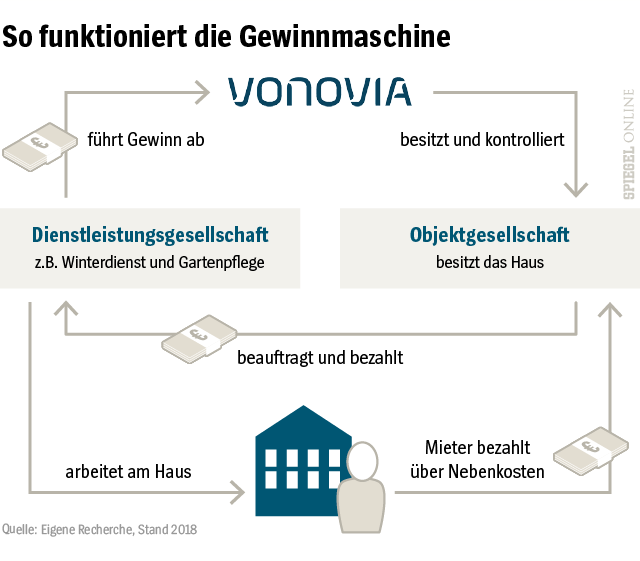 So funktioniert die Gewinnmaschine
VONOVIA
führt Gewinn ab
besitzt und kontrolliert
SPIEGEL ONLINE
Dienstleistungsgesellschaft
z.B. Winterdienst und Gartenpflege
Objektgesellschaft
besitzt das Haus
beauftragt und bezahlt
arbeitet am Haus
Mieter bezahlt
über Nebenkosten
Quelle: Eigene Recherche, Stand 2018